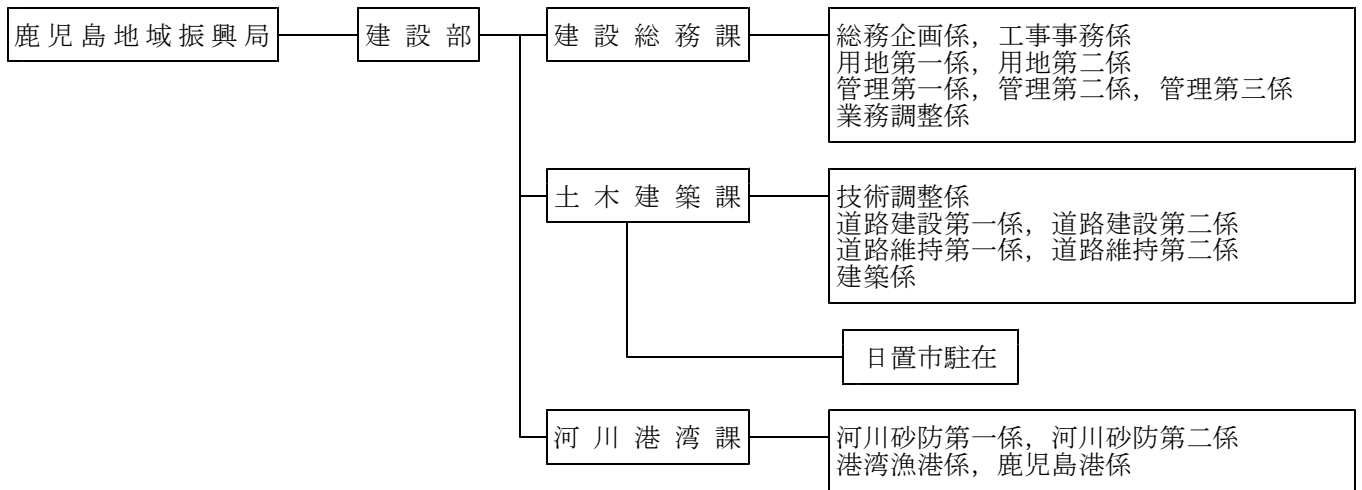 鹿児島地域振興局
建設部
建設総務課
総務企画係，工事事務係
用地第一係，用地第二係
管理第一係，管理第二係，管理第三係
業務調整係
土木建築課
技術調整係
道路建設第一係，道路建設第二係
道路維持第一係，道路維持第二係
建築係
日置市駐在
河川港湾課
河川砂防第一係，河川砂防第二係
港湾漁港係，鹿児島港係